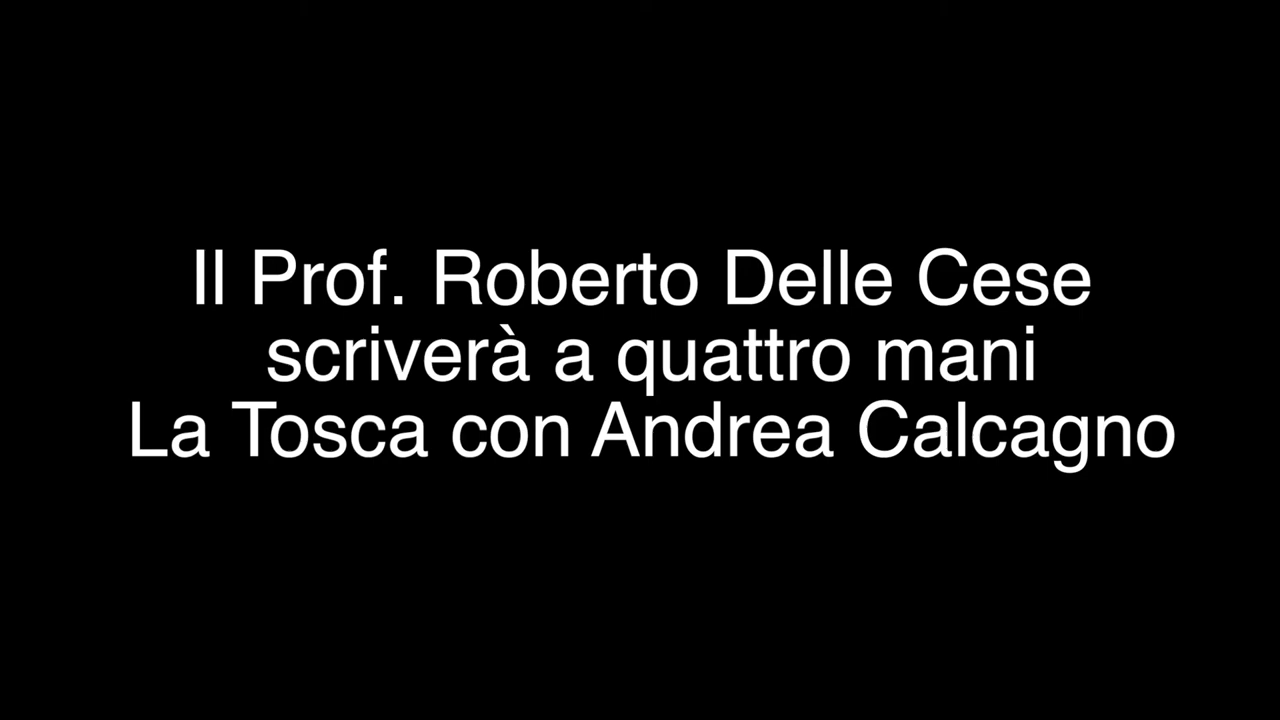 Il Prof. Roberto Delle Cese
scriverà a quattro mani
La Tosca con Andrea Calcagno